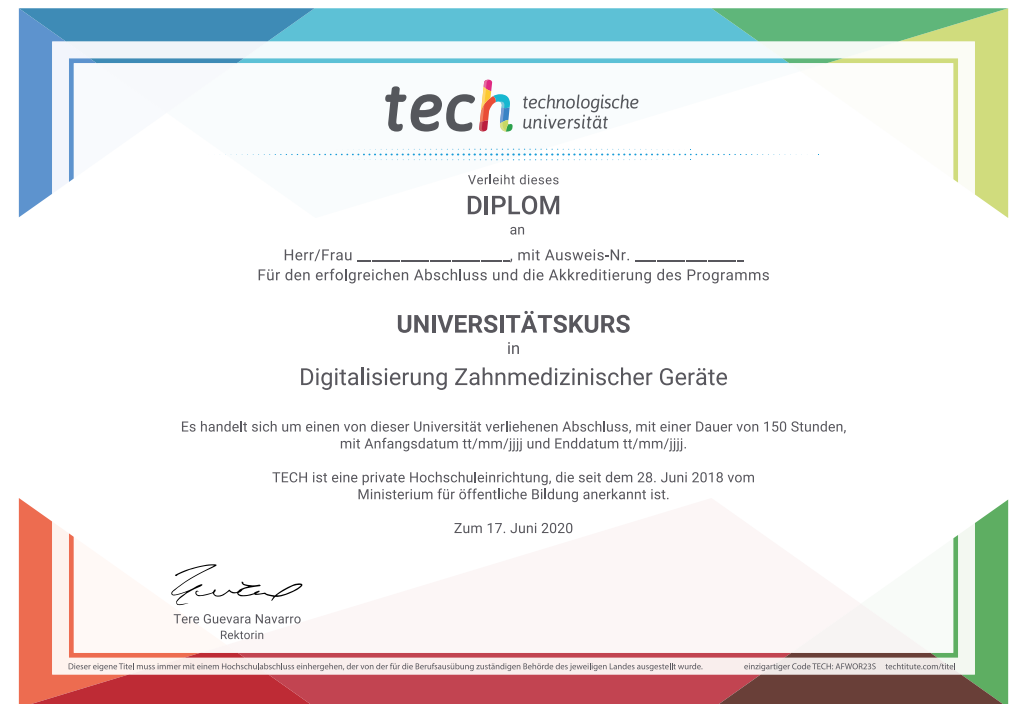 tech technologische
universität
Verleiht dieses
DIPLOM
an
Herr/Frau ____________________, mit Ausweis-Nr. ______________
Für den erfolgreichen Abschluss und die Akkreditierung des Programms
UNIVERSITÄTSKURS
in
Digitalisierung Zahnmedizinischer Geräte
Es handelt sich um einen von dieser Universität verliehenen Abschluss, mit einer Dauer von 150 Stunden,
mit Anfangsdatum tt/mm/jjjj und Enddatum tt/mm/jjjj.
TECH ist eine private Hochschuleinrichtung, die seit dem 28. Juni 2018 vom
Ministerium für öffentliche Bildung anerkannt ist.
Zum 17. Juni 2020
Tere Guevara Navarro
Rektorin
Dieser eigene Titel muss immer mit einem Hochschulabschluss einhergehen, der von der für die Berufsausübung zuständigen Behörde des jeweiligen Landes ausgestellt wurde. einzigartiger Code TECH: AFWOR23S techtitute.com/titel